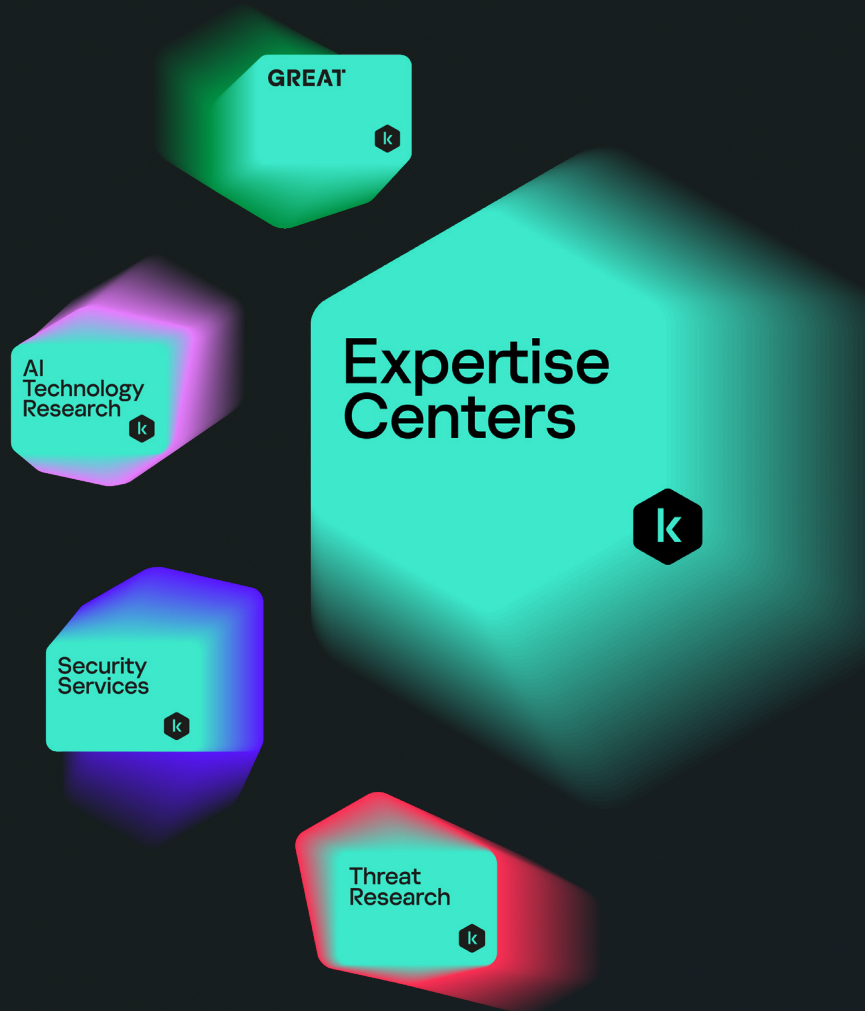 GREAT
k
Expertise
Centers
k
AI
Technology
Research
k
Security
Services
k
Threat
Research
k